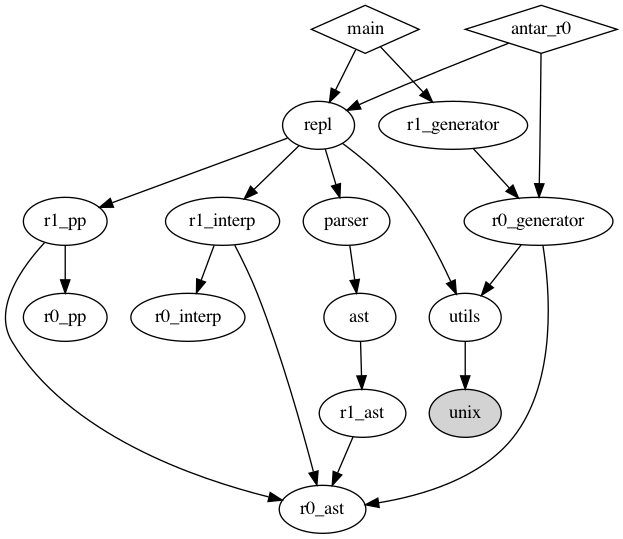 main
antar_r0
repl
r1_generator
r1_pp
r1_interp
parser
r0_generator
r0_pp
r0_interp
ast
utils
r1_ast
unix
r0_ast